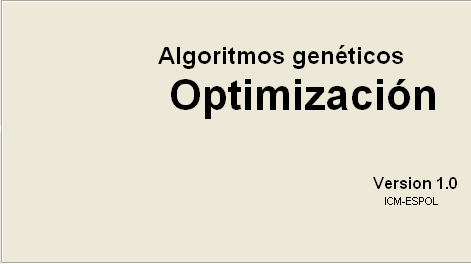 Algoritmos genéticos
Optimización
Version 1.0
ICM-ESPOL